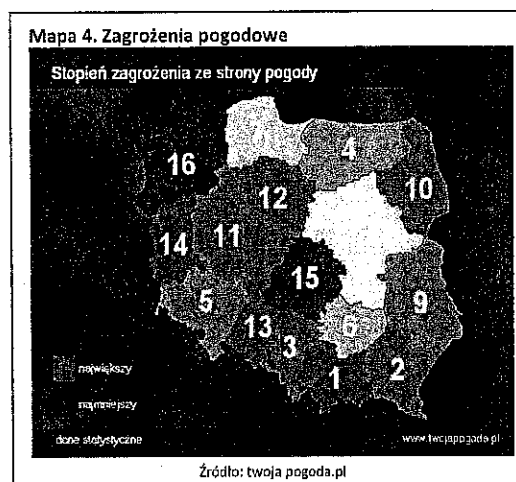 Mapa 4. Zagrożenia pogodowe
Stopień zagrożenia ze strony pogody
16
4
12
10
14
11
15
9
5
13
3
6
1
2
największy
najmniejszy
dane statystyczne
www.twojapogoda.pl
Źródło: twoja pogoda.pl